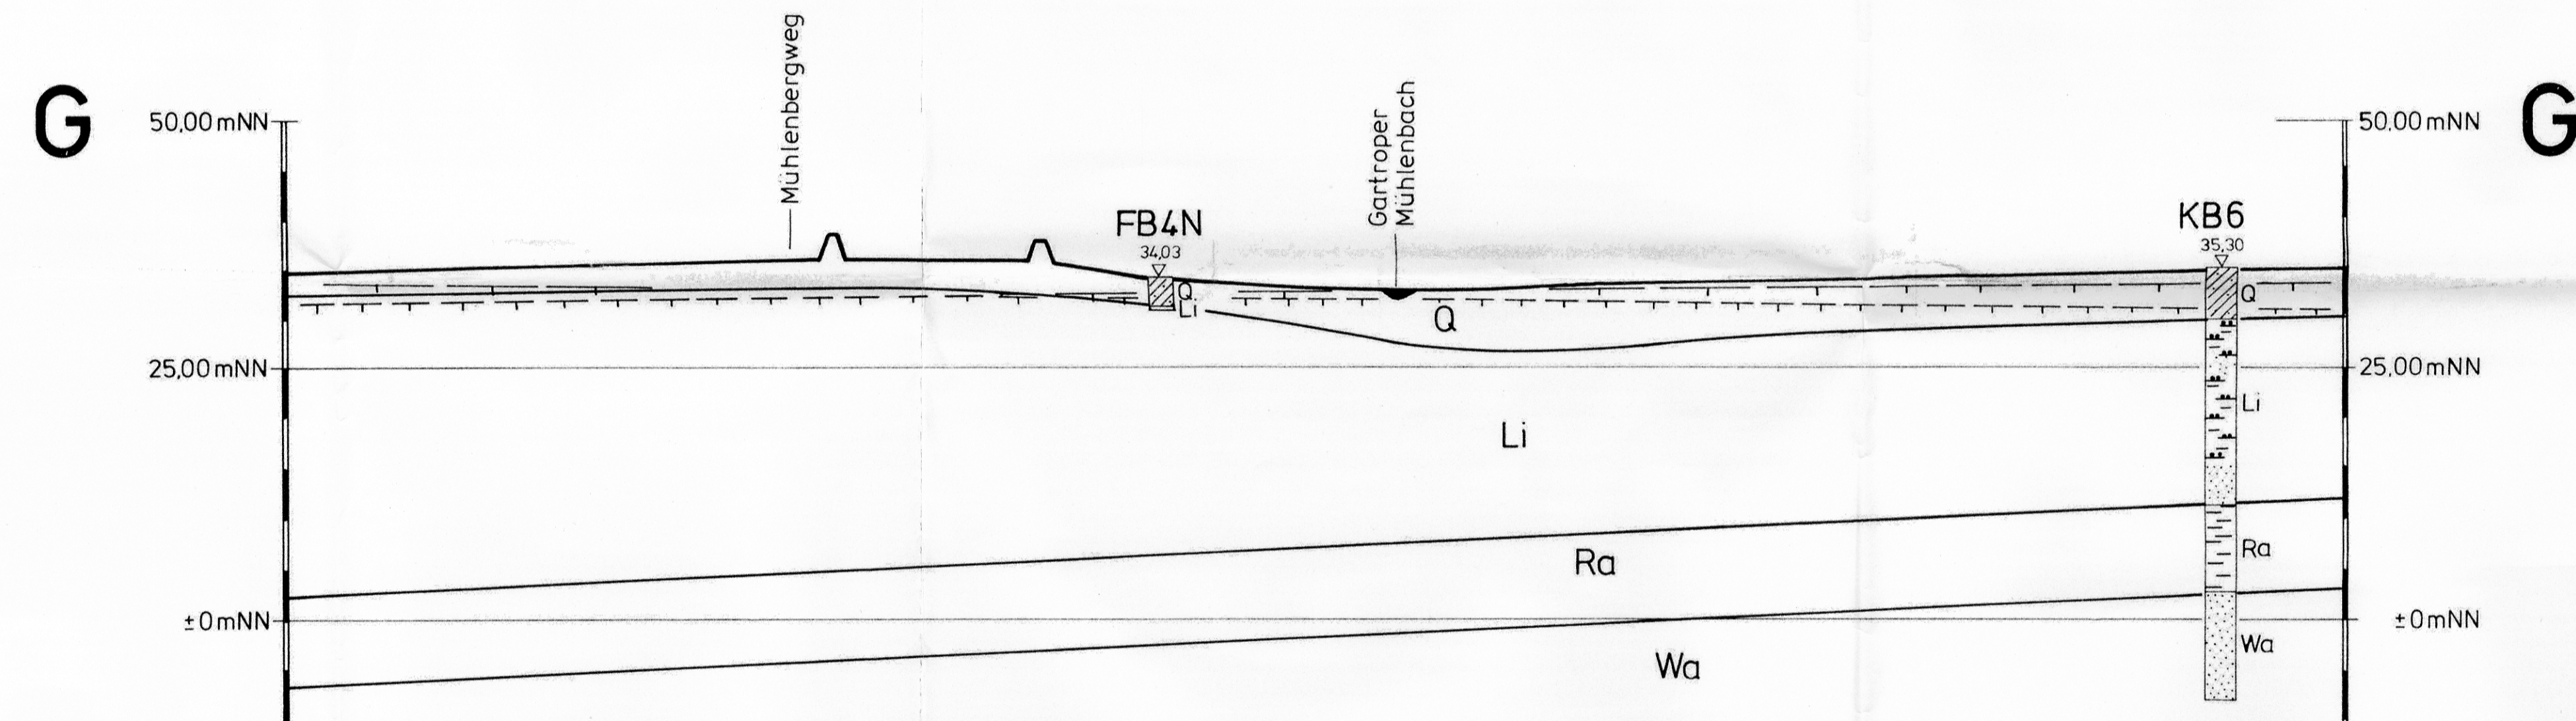 Mühlenbergweg
G
50,00 mNN
Gartroper
Mühlenbach
50,00 mNN
G
FB4N
34,03
KB6
35,30
Q
Li
Q
Q
25,00 mNN
25,00 mNN
Li
Li
Ra
Ra
±0 mNN
±0 mNN
Wa
Wa